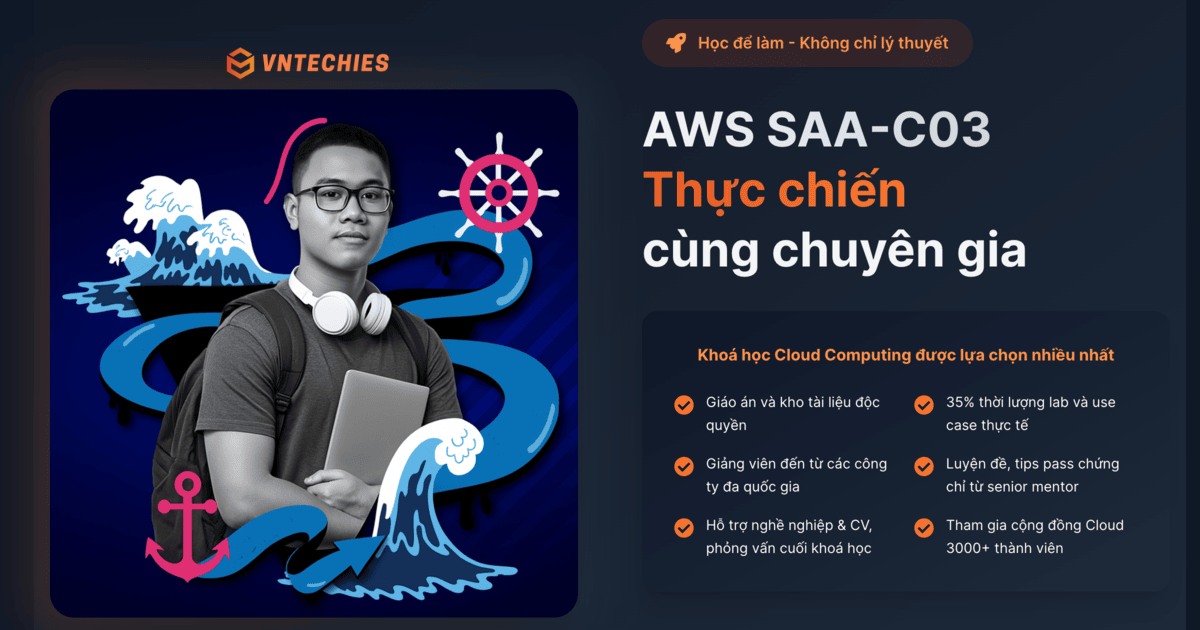 VNTECHIES
Học để làm - Không chỉ lý thuyết
AWS SAA-C03
Thực chiến
cùng chuyên gia
Khoá học Cloud Computing được lựa chọn nhiều nhất
Giáo án và kho tài liệu độc
quyền
35% thời lượng lab và use
case thực tế
Giảng viên đến từ các công
ty đa quốc gia
Luyện đề, tips pass chứng
chỉ từ senior mentor
Hỗ trợ nghề nghiệp & CV,
phỏng vấn cuối khoá học
Tham gia cộng đồng Cloud
3000+ thành viên